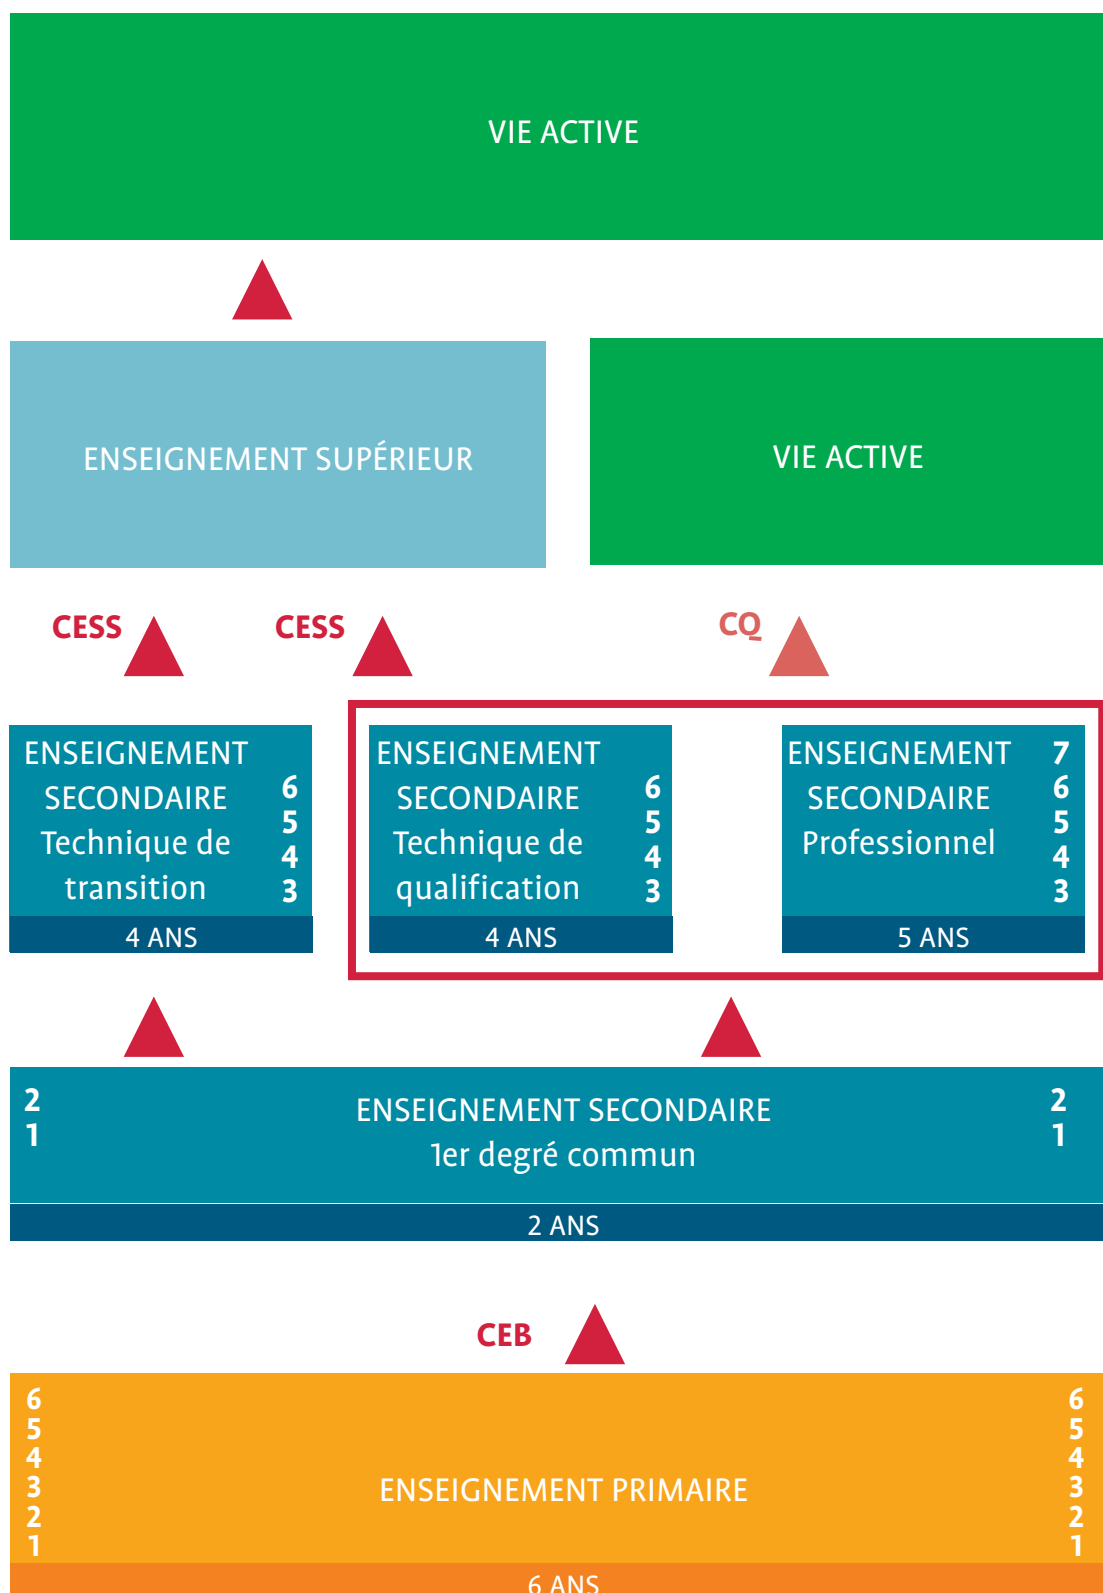 VIE ACTIVE
ENSEIGNEMENT SUPÉRIEUR
VIE ACTIVE
CESS
CESS
CQ
ENSEIGNEMENT
SECONDAIRE
Technique de
transition
6
5
4
3
4 ANS
ENSEIGNEMENT
SECONDAIRE
Technique de
qualification
6
5
4
3
4 ANS
ENSEIGNEMENT
SECONDAIRE
Professionnel
7
6
5
4
3
5 ANS
2
1
ENSEIGNEMENT SECONDAIRE
1er degré commun
2
1
2 ANS
CEB
6
5
4
3
2
1
ENSEIGNEMENT PRIMAIRE
6
5
4
3
2
1
6 ANS